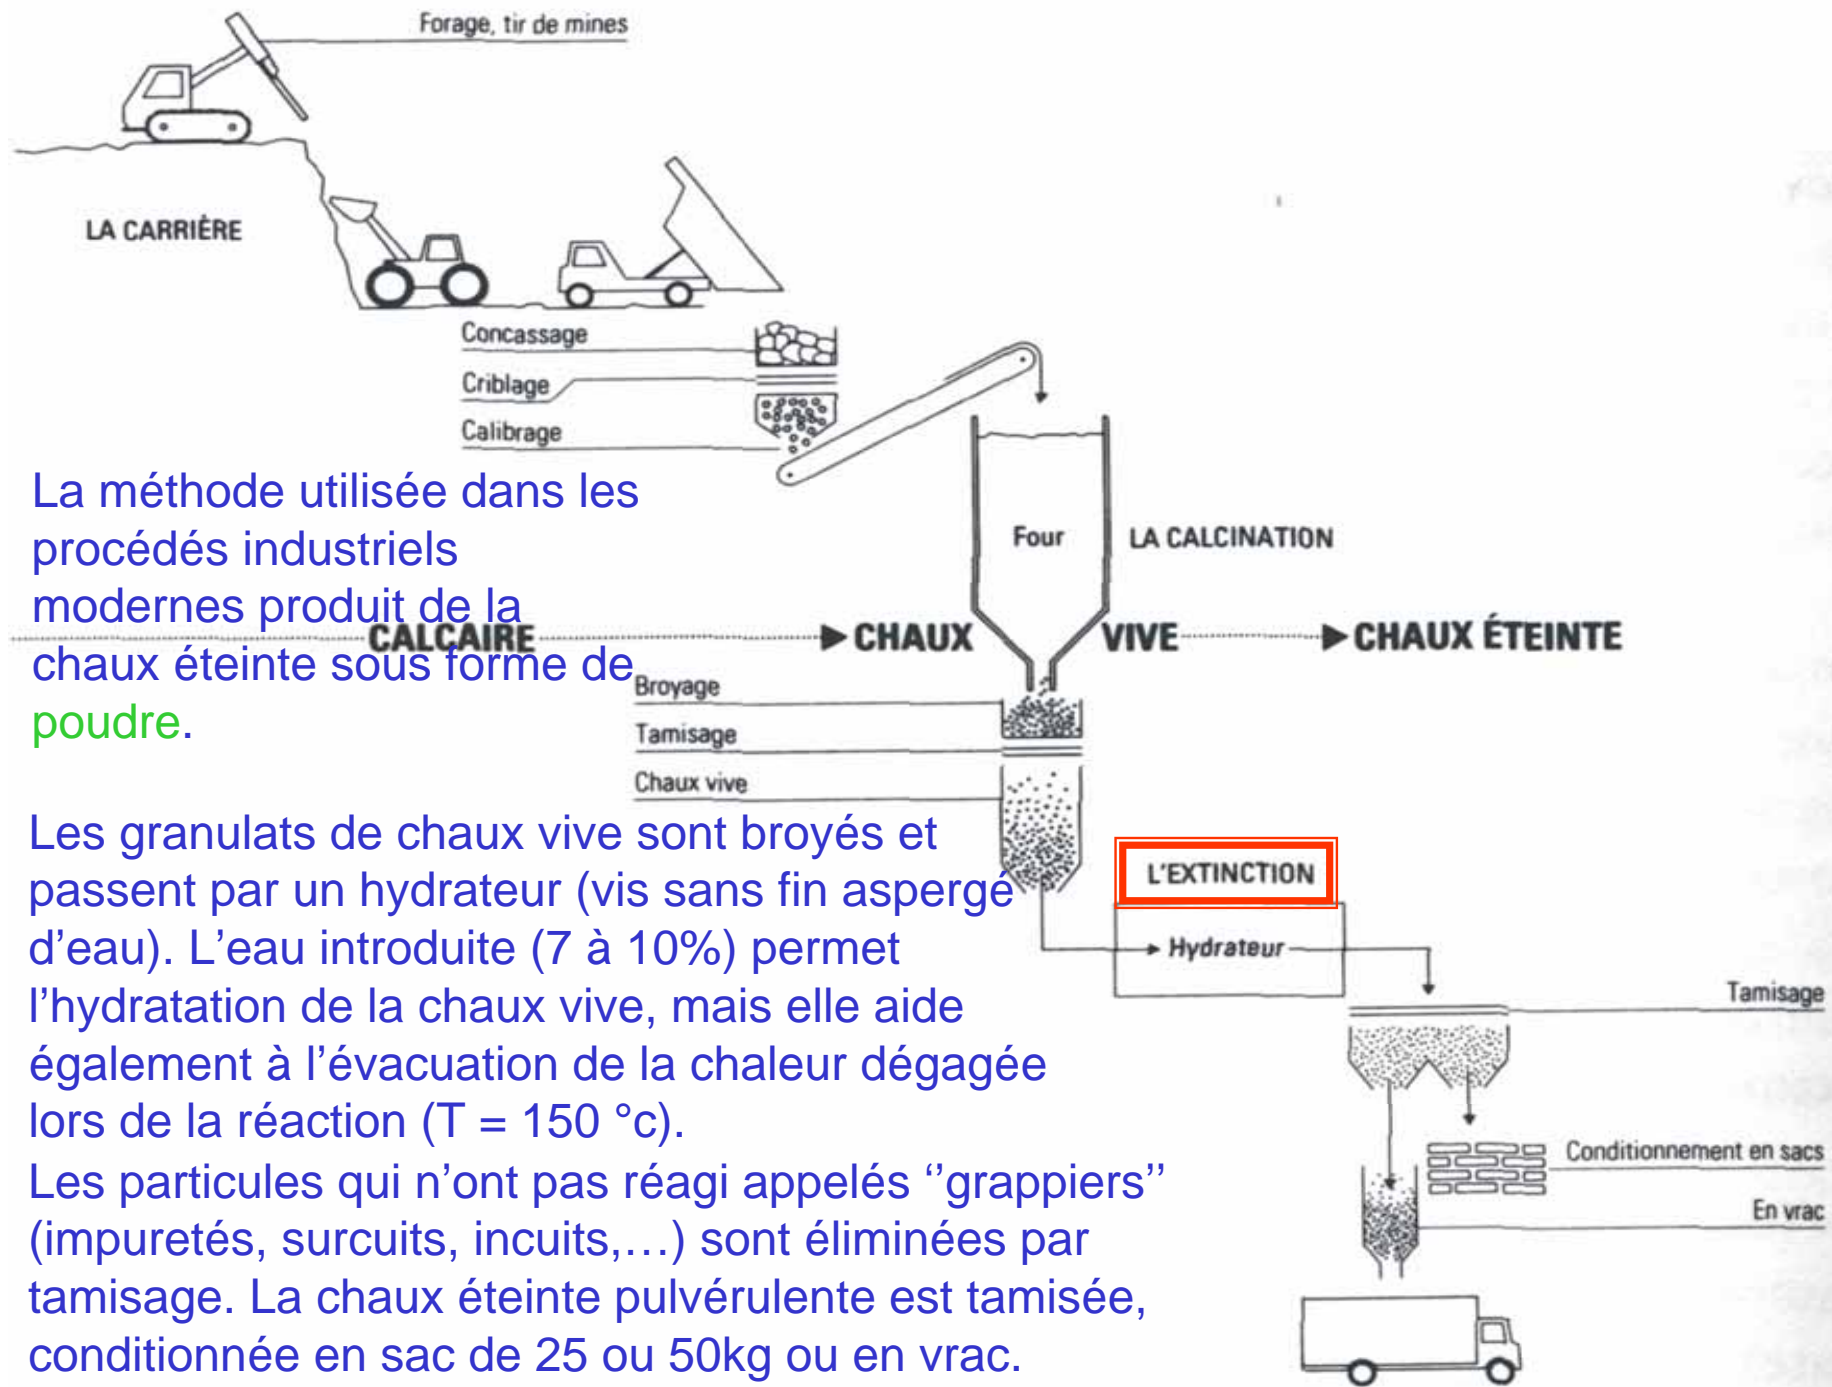 Forage, tir de mines
LA CARRIÈRE
Concassage
Criblage
Calibrage
La méthode utilisée dans les
procédés industriels
modernes produit de la
chaux éteinte sous forme de
poudre.
Four
LA CALCINATION
CALCAIRE
CHAUX
VIVE
CHAUX ÉTEINTE
Broyage
Tamisage
Chaux vive
Les granulats de chaux vive sont broyés et
passent par un hydrateur (vis sans fin aspergé
d’eau). L’eau introduite (7 à 10%) permet
l’hydratation de la chaux vive, mais elle aide
également à l’évacuation de la chaleur dégagée
lors de la réaction (T = 150 °c).
Les particules qui n’ont pas réagi appelés ‘’grappiers’’
(impuretés, surcuits, incuits,…) sont éliminées par
tamisage. La chaux éteinte pulvérulente est tamisée,
conditionnée en sac de 25 ou 50kg ou en vrac.
L'EXTINCTION
Hydrateur
Tamisage
Conditionnement en sacs
En vrac